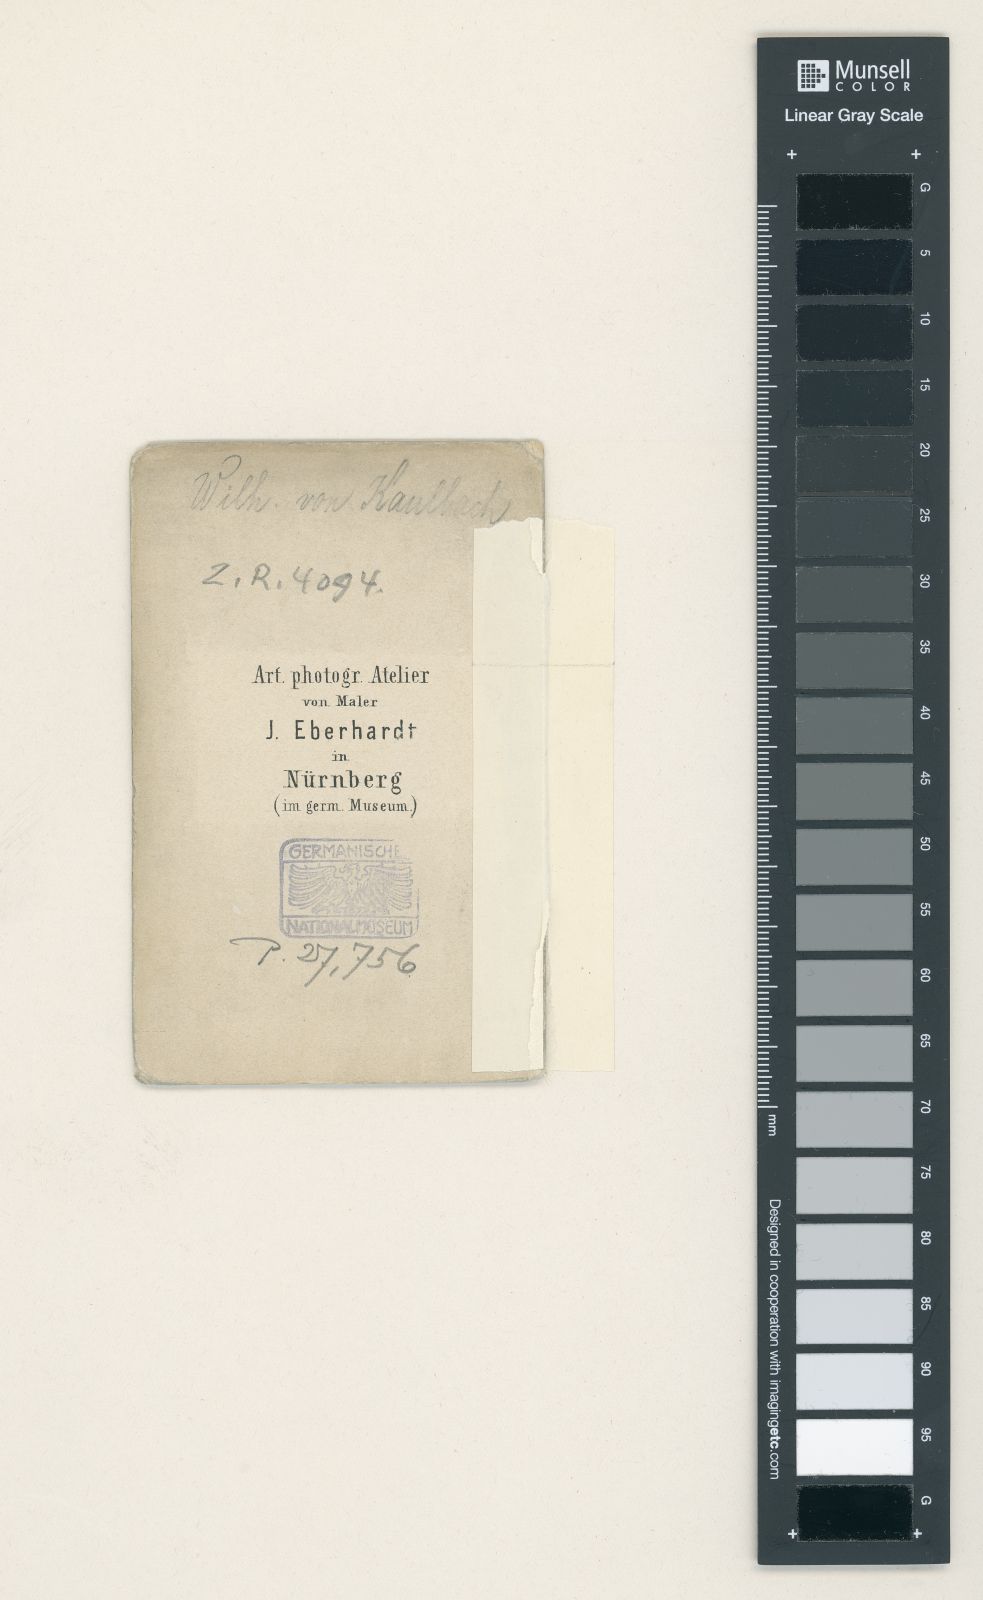 Wilh. von Kaulbach
Z.R.4094.
Art. photogr. Atelier
von Maler
J. Eberhardt
in
Nürnberg
(im germ. Museum.)
GERMANISCHE
NATIONALMUSEUM
P. 27,756
Munsell
COLOR
Linear Gray Scale
G
5
10
15
20
25
30
35
40
45
50
55
60
65
70
75
80
85
90
95
G
mm
Designed in cooperation with imagingetc.com